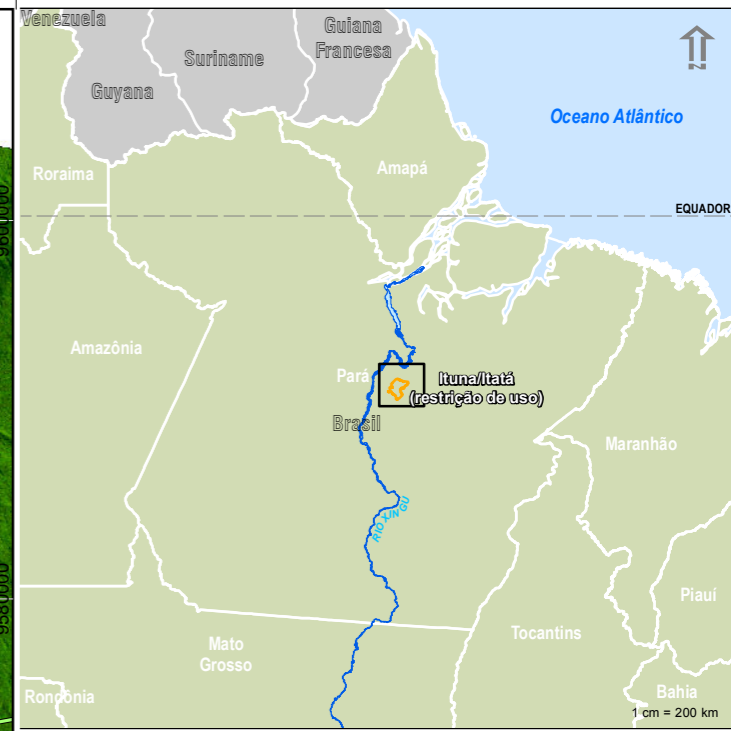 Venezuela
Guiana
Francesa
Suriname
N
Guyana
Oceano Atlântico
Roraima
Amapá
EQUADOR
Amazônia
Pará
Ituna/Itatá
(restrição de uso)
Brasil
Maranhão
RIO XINGU
Piauí
Tocantins
Mato
Grosso
Rondônia
Bahia
1 cm = 200 km
9580000